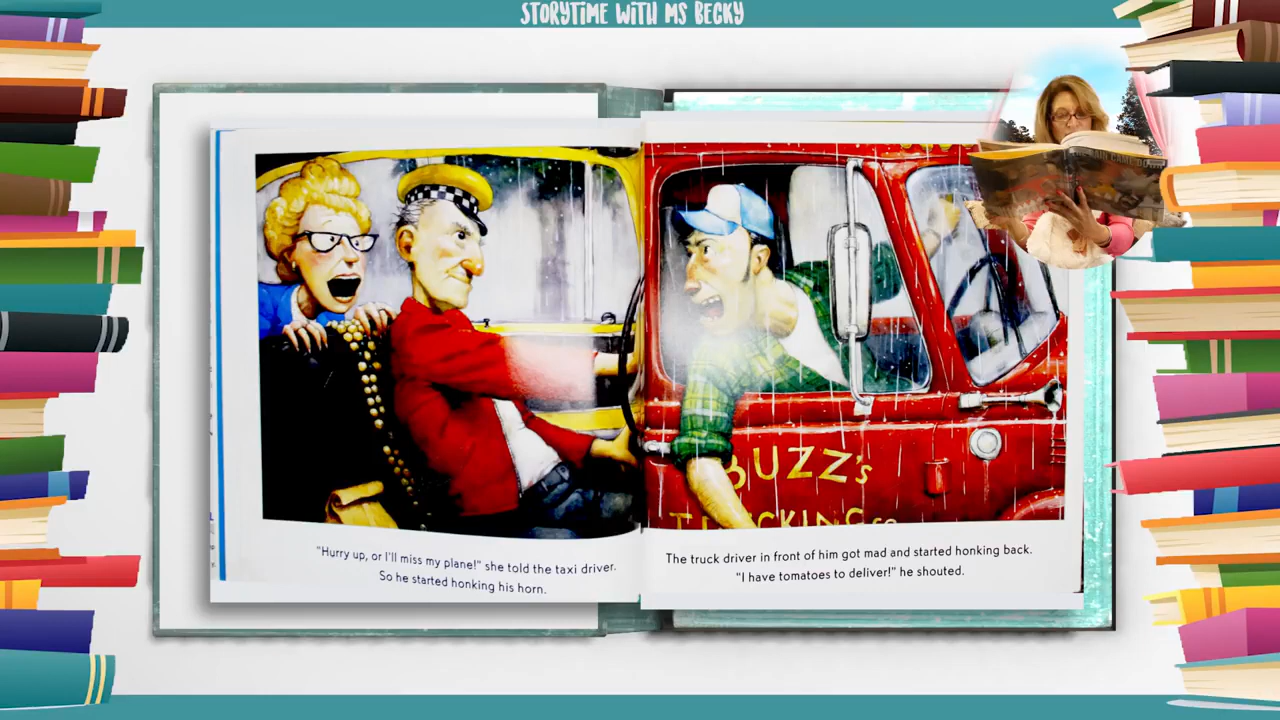 STORYTIME WITH MS BECKY
BUZZ's
"Hurry up, or I'll miss my plane!" she told the taxi driver.
So he started honking his horn.
The truck driver in front of him got mad and started honking back.
"I have tomatoes to deliver!" he shouted.